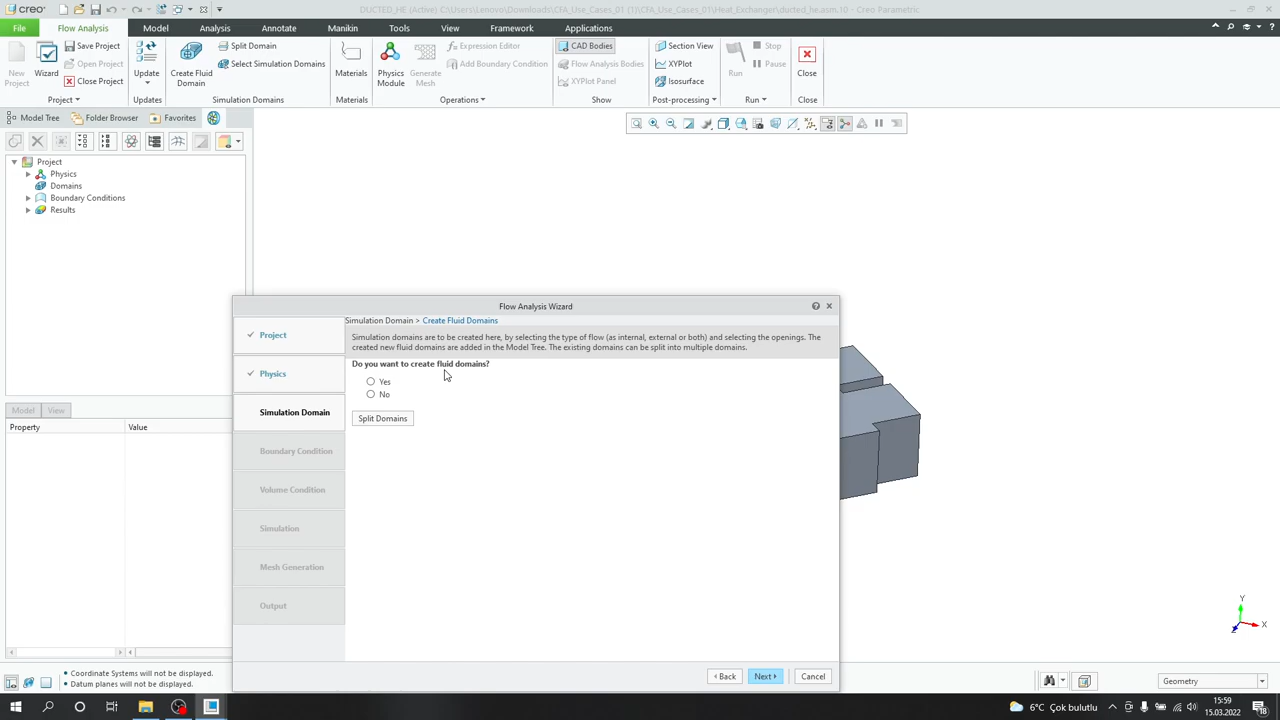 creo
DUCTED_HE (Active) C:\Users\Lenovo\Downloads\CFA_Use_Cases_01 (1)\CFA_Use_Cases_01\Heat_Exchanger\ducted_he.asm.10 - Creo Parametric
File
Flow Analysis
Model
Analysis
Annotate
Manikin
Tools
View
Framework
Applications
New Project
Wizard
Save Project
Open Project
Close Project
Update
Create Fluid Domain
Split Domain
Select Simulation Domains
Materials
Physics Module
Generate Mesh
Expression Editor
Add Boundary Condition
CAD Bodies
Flow Analysis Bodies
XYPlot Panel
Section View
XYPlot
Isosurface
Run
Stop
Pause
Close
Project
Updates
Simulation Domains
Materials
Operations
Show
Post-processing
Run
Close
Model Tree
Folder Browser
Favorites
Project
Physics
Domains
Boundary Conditions
Results
Model
View
Property
Value
Flow Analysis Wizard
Project
Physics
Simulation Domain
Boundary Condition
Volume Condition
Simulation
Mesh Generation
Output
Simulation Domain > Create Fluid Domains
Simulation domains are to be created here, by selecting the type of flow (as internal, external or both) and selecting the openings. The
created new fluid domains are added in the Model Tree. The existing domains can be split into multiple domains.
Do you want to create fluid domains?
Yes
No
Split Domains
Back
Next
Cancel
Y
X
Z
• Coordinate Systems will not be displayed.
• Datum planes will not be displayed.
Geometry
6°C Çok bulutlu
15:59
15.03.2022
18